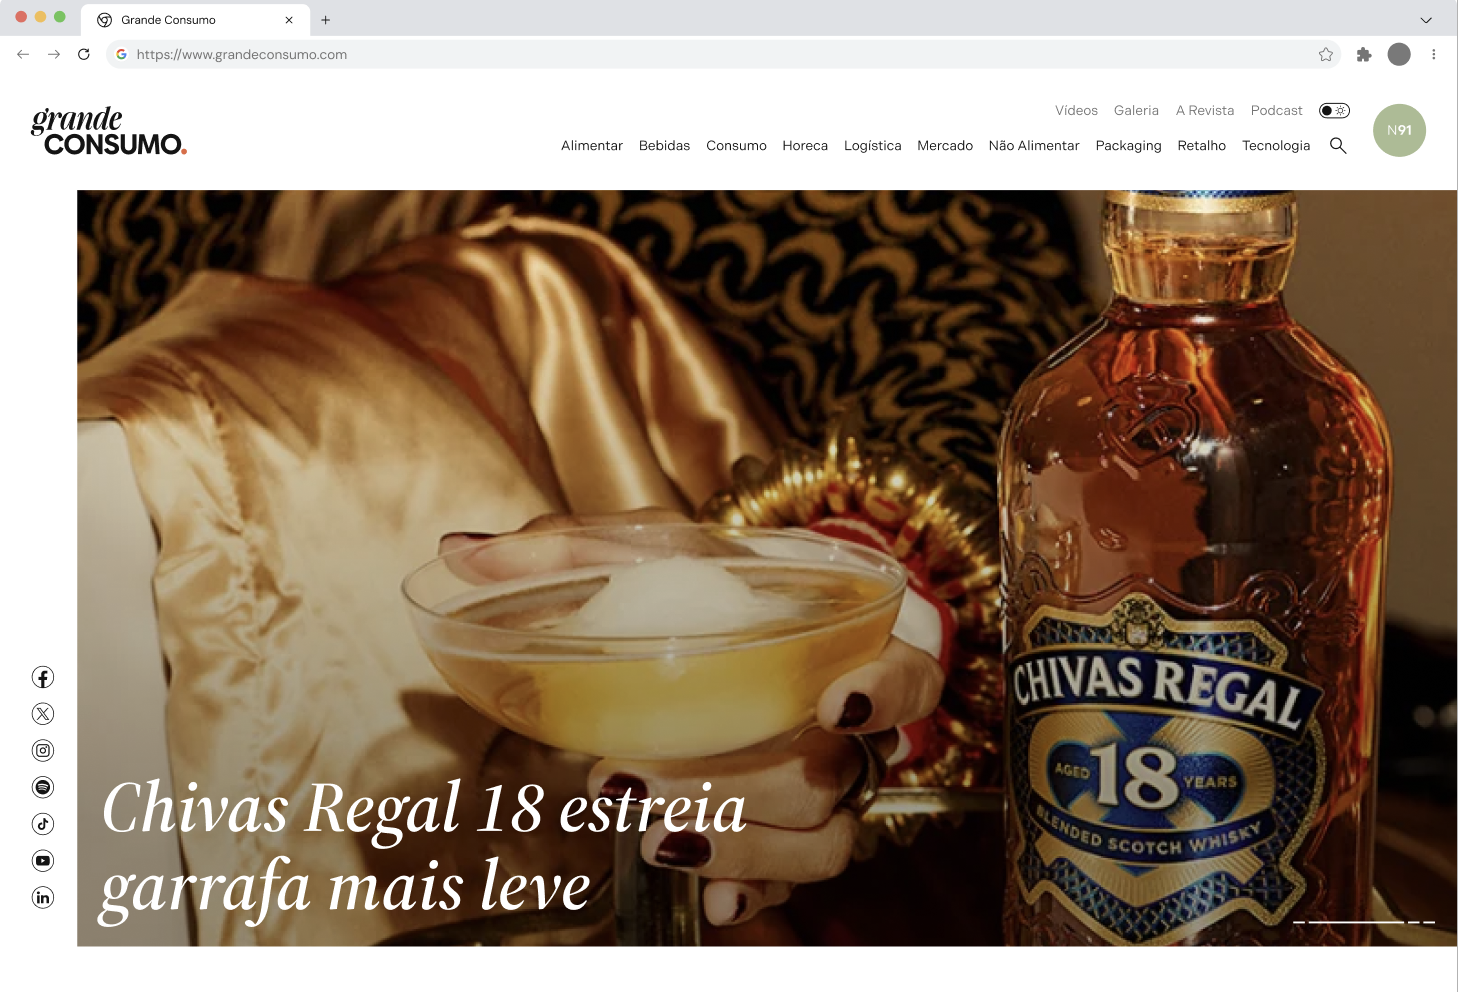 Grande Consumo
https://www.grandeconsumo.com
grande
CONSUMO.
Vídeos Galeria A Revista Podcast
N91
Alimentar Bebidas Consumo Horeca Logística Mercado Não Alimentar Packaging Retalho Tecnologia
CHIVAS REGAL
AGED 18 YEARS
BLENDED SCOTCH WHISKY
Chivas Regal 18 estreia
garrafa mais leve